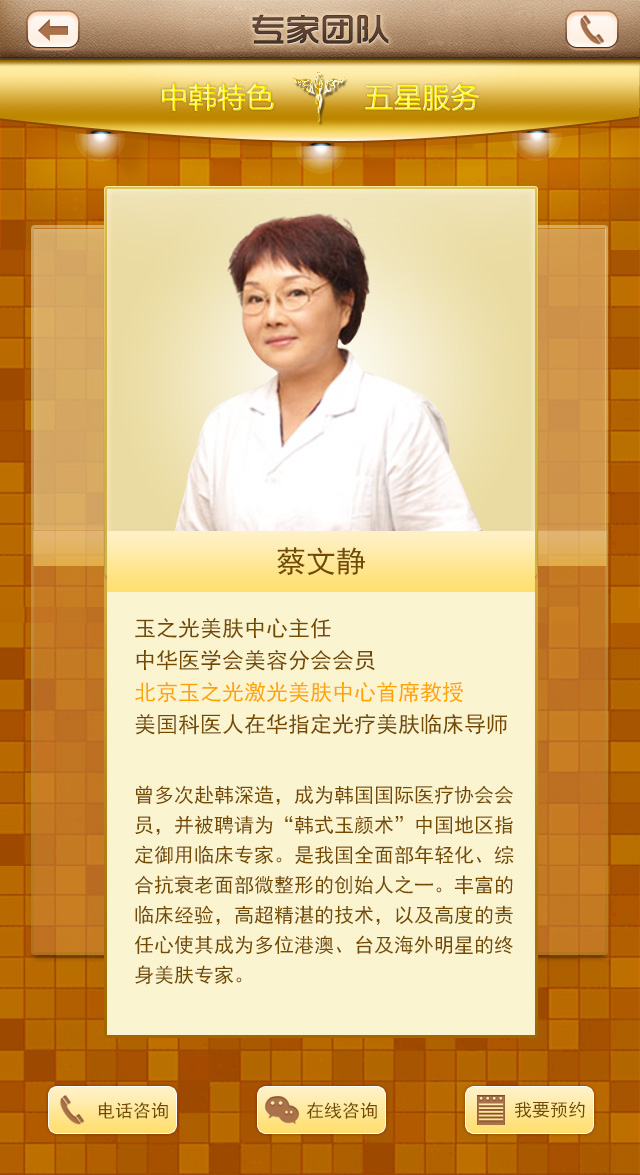 专家团队
中韩特色 五星服务
蔡文静
玉之光美肤中心主任
中华医学会美容分会会员
北京玉之光激光美肤中心首席教授
美国科医人在华指定光疗美肤临床导师
曾多次赴韩深造，成为韩国国际医疗协会会
员，并被聘请为“韩式玉颜术”中国地区指
定御用临床专家。是我国全面部年轻化、综
合抗衰老面部微整形的创始人之一。丰富的
临床经验，高超精湛的技术，以及高度的责
任心使其成为多位港澳、台及海外明星的终
身美肤专家。
电话咨询 在线咨询 我要预约